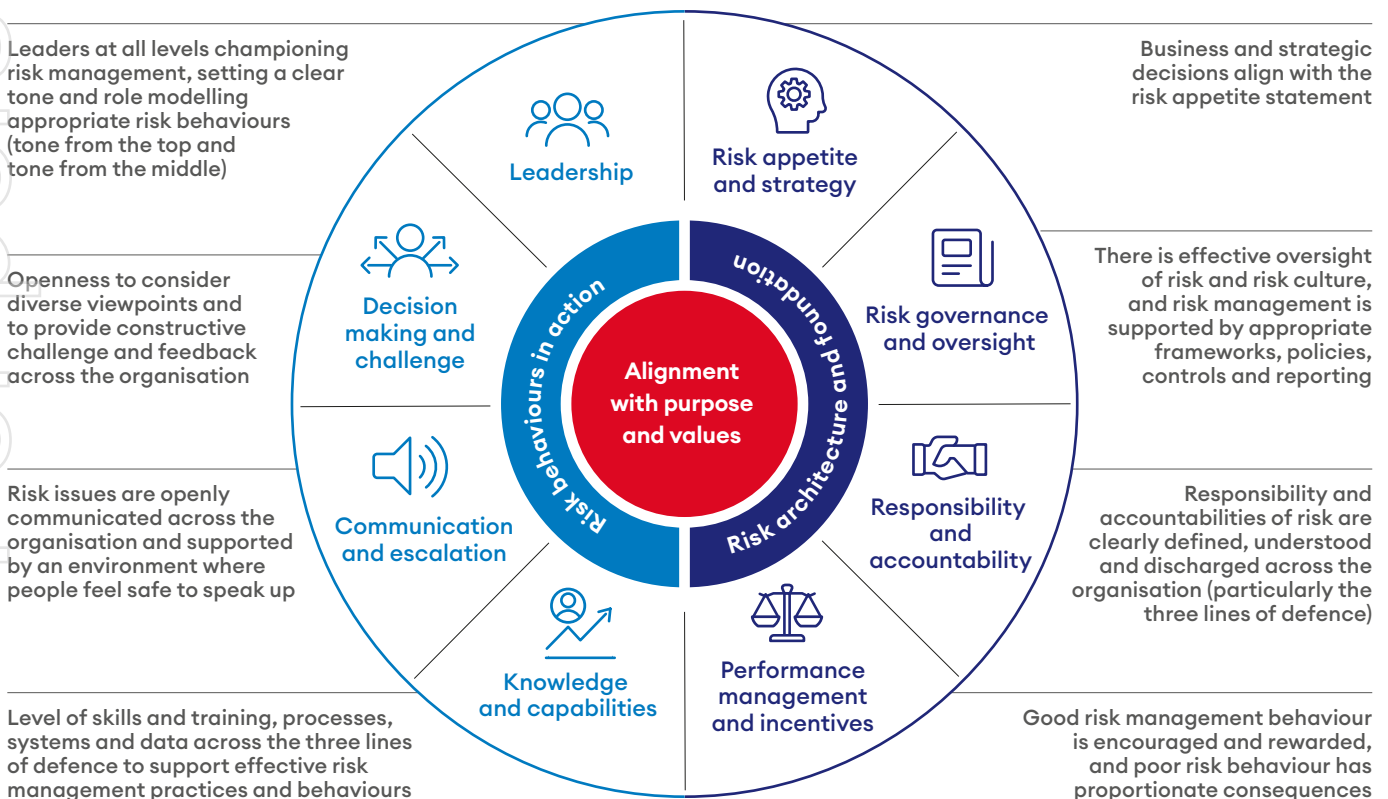 Leaders at all levels championing
risk management, setting a clear
tone and role modelling
appropriate risk behaviours
(tone from the top and
tone from the middle)
Openness to consider
diverse viewpoints and
to provide constructive
challenge and feedback
across the organisation
Risk issues are openly
communicated across the
organisation and supported
by an environment where
people feel safe to speak up
Level of skills and training, processes,
systems and data across the three lines
of defence to support effective risk
management practices and behaviours
Leadership
Decision
making and
challenge
Communication
and escalation
Knowledge
and capabilities
Risk behaviours in action
Alignment
with purpose
and values
Risk architecture and foundation
Risk appetite
and strategy
Risk governance
and oversight
Responsibility
and
accountability
Performance
management
and incentives
Business and strategic
decisions align with the
risk appetite statement
There is effective oversight
of risk and risk culture,
and risk management is
supported by appropriate
frameworks, policies,
controls and reporting
Responsibility and
accountabilities of risk are
clearly defined, understood
and discharged across the
organisation (particularly the
three lines of defence)
Good risk management behaviour
is encouraged and rewarded,
and poor risk behaviour has
proportionate consequences